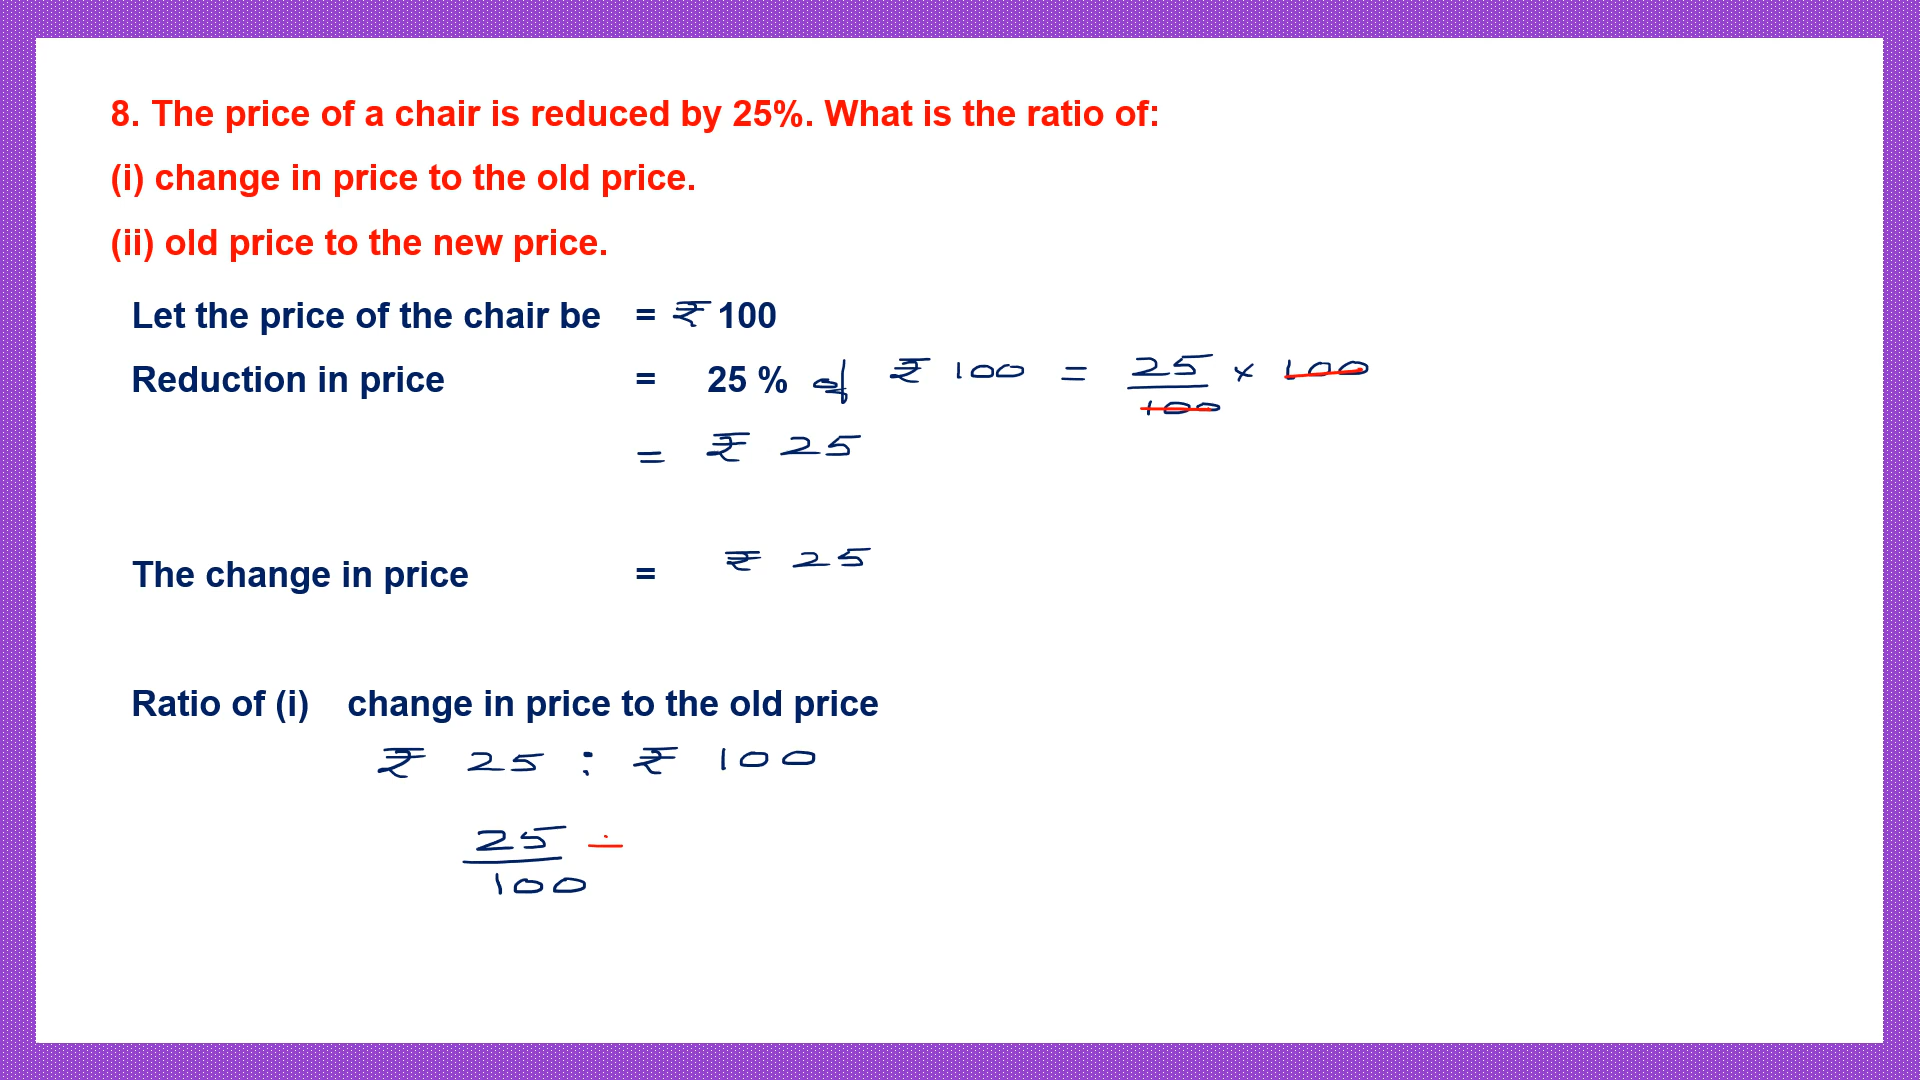 8. The price of a chair is reduced by 25%. What is the ratio of:
(i) change in price to the old price.
(ii) old price to the new price.
Let the price of the chair be = ₹ 100
Reduction in price = 25 % of ₹ 100 = 25/100 × 100
= ₹ 25
The change in price = ₹ 25
Ratio of (i) change in price to the old price
₹ 25 : ₹ 100
25 ÷
100